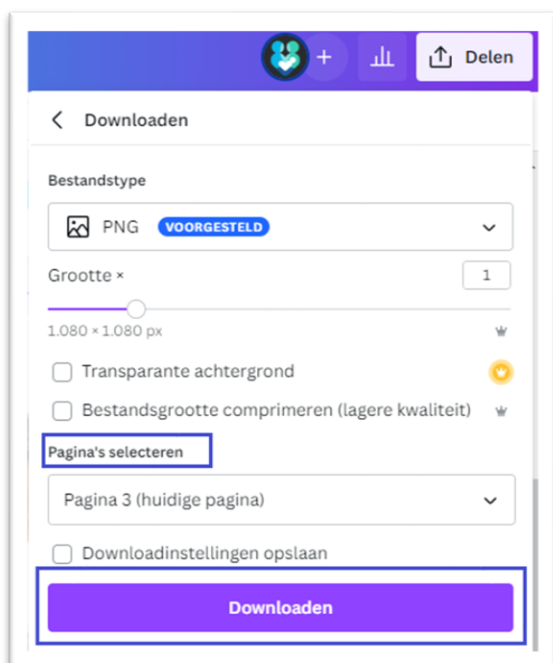 +
Delen
Downloaden
Bestandstype
PNG VOORGESTELD
Grootte × 1
1.080 × 1.080 px
Transparante achtergrond
Bestandsgrootte comprimeren (lagere kwaliteit)
Pagina's selecteren
Pagina 3 (huidige pagina)
Downloadinstellingen opslaan
Downloaden